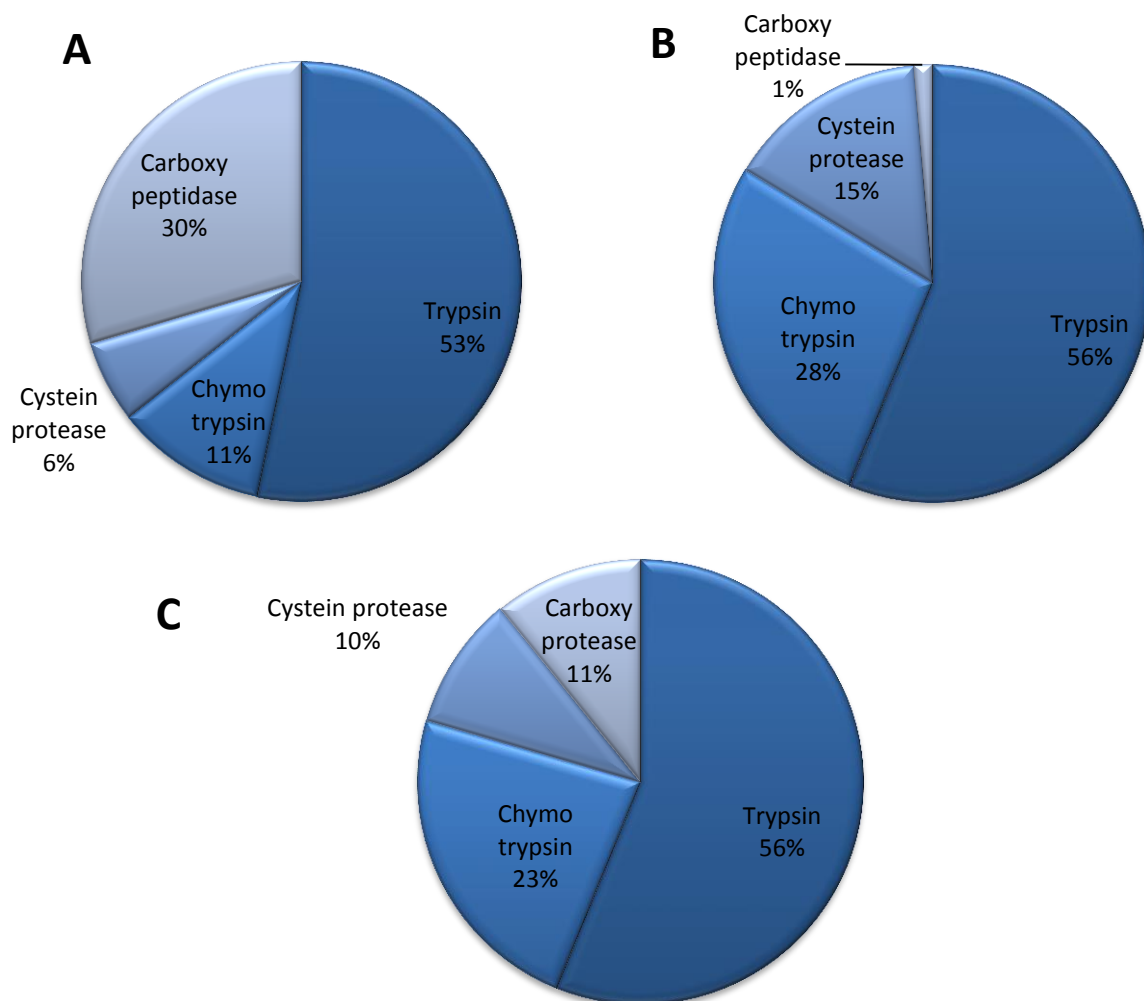 A
Carboxy
peptidase
30%
Trypsin
53%
Chymo
trypsin
11%
Cystein
protease
6%
B
Carboxy
peptidase
1%
Cystein
protease
15%
Chymo
trypsin
28%
Trypsin
56%
C
Cystein protease
10%
Carboxy
protease
11%
Chymo
trypsin
23%
Trypsin
56%